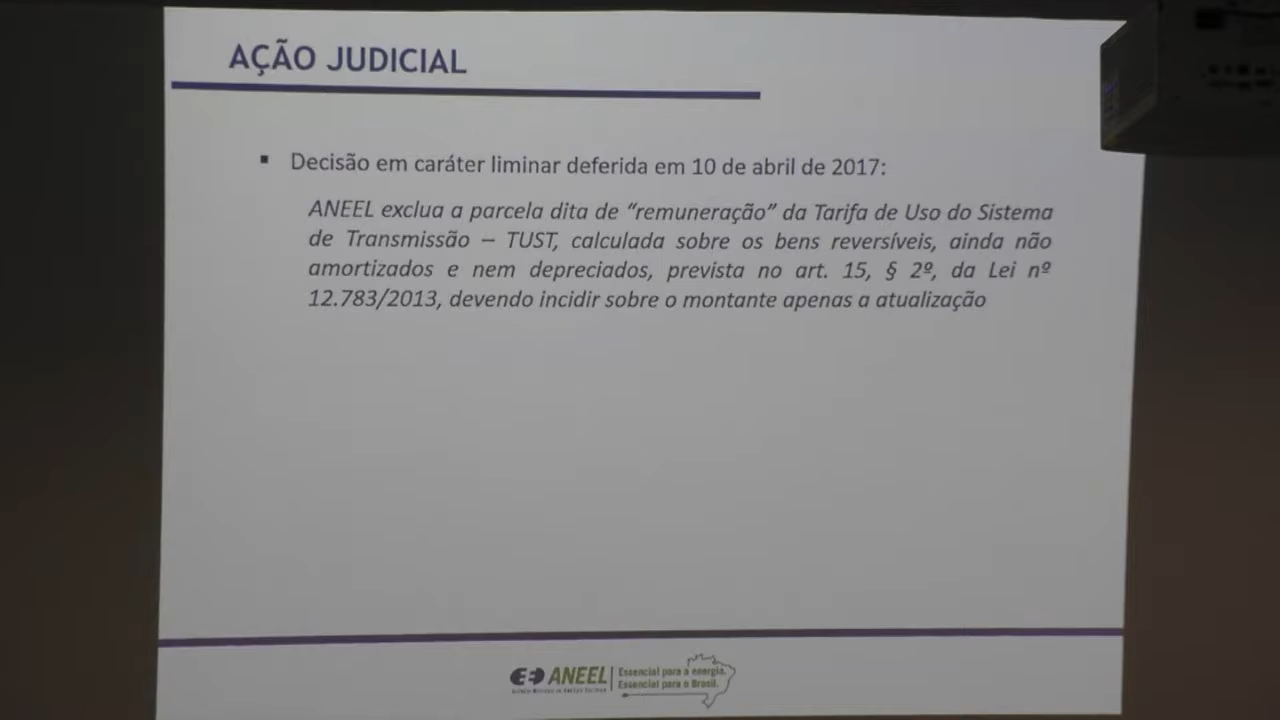 AÇÃO JUDICIAL
▪ Decisão em caráter liminar deferida em 10 de abril de 2017:
ANEEL exclua a parcela dita de “remuneração” da Tarifa de Uso do Sistema
de Transmissão – TUST, calculada sobre os bens reversíveis, ainda não
amortizados e nem depreciados, prevista no art. 15, § 2º, da Lei nº
12.783/2013, devendo incidir sobre o montante apenas a atualização
ANEEL
Essencial para a energia.
Essencial para o Brasil.